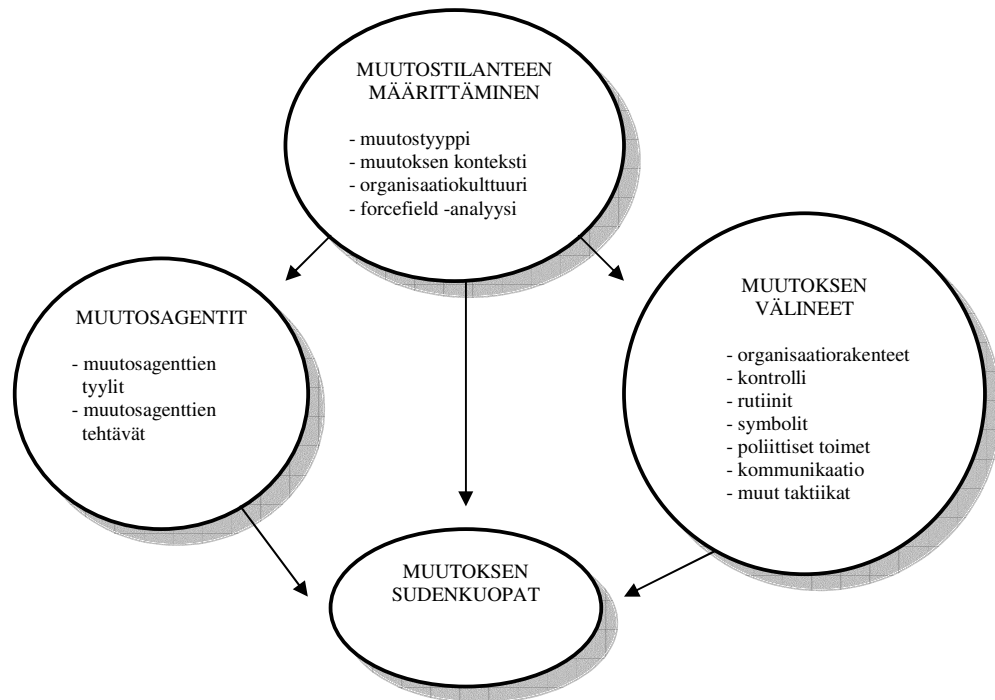 MUUTOSTILANTEEN
MÄÄRITTÄMINEN
- muutostyyppi
- muutoksen konteksti
- organisaatiokulttuuri
- forcefield -analyysi
MUUTOSAGENTIT
- muutosagenttien
tyylit
- muutosagenttien
tehtävät
MUUTOKSEN
VÄLINEET
- organisaatiorakenteet
- kontrolli
- rutiinit
- symbolit
- poliittiset toimet
- kommunikaatio
- muut taktiikat
MUUTOKSEN
SUDENKUOPAT